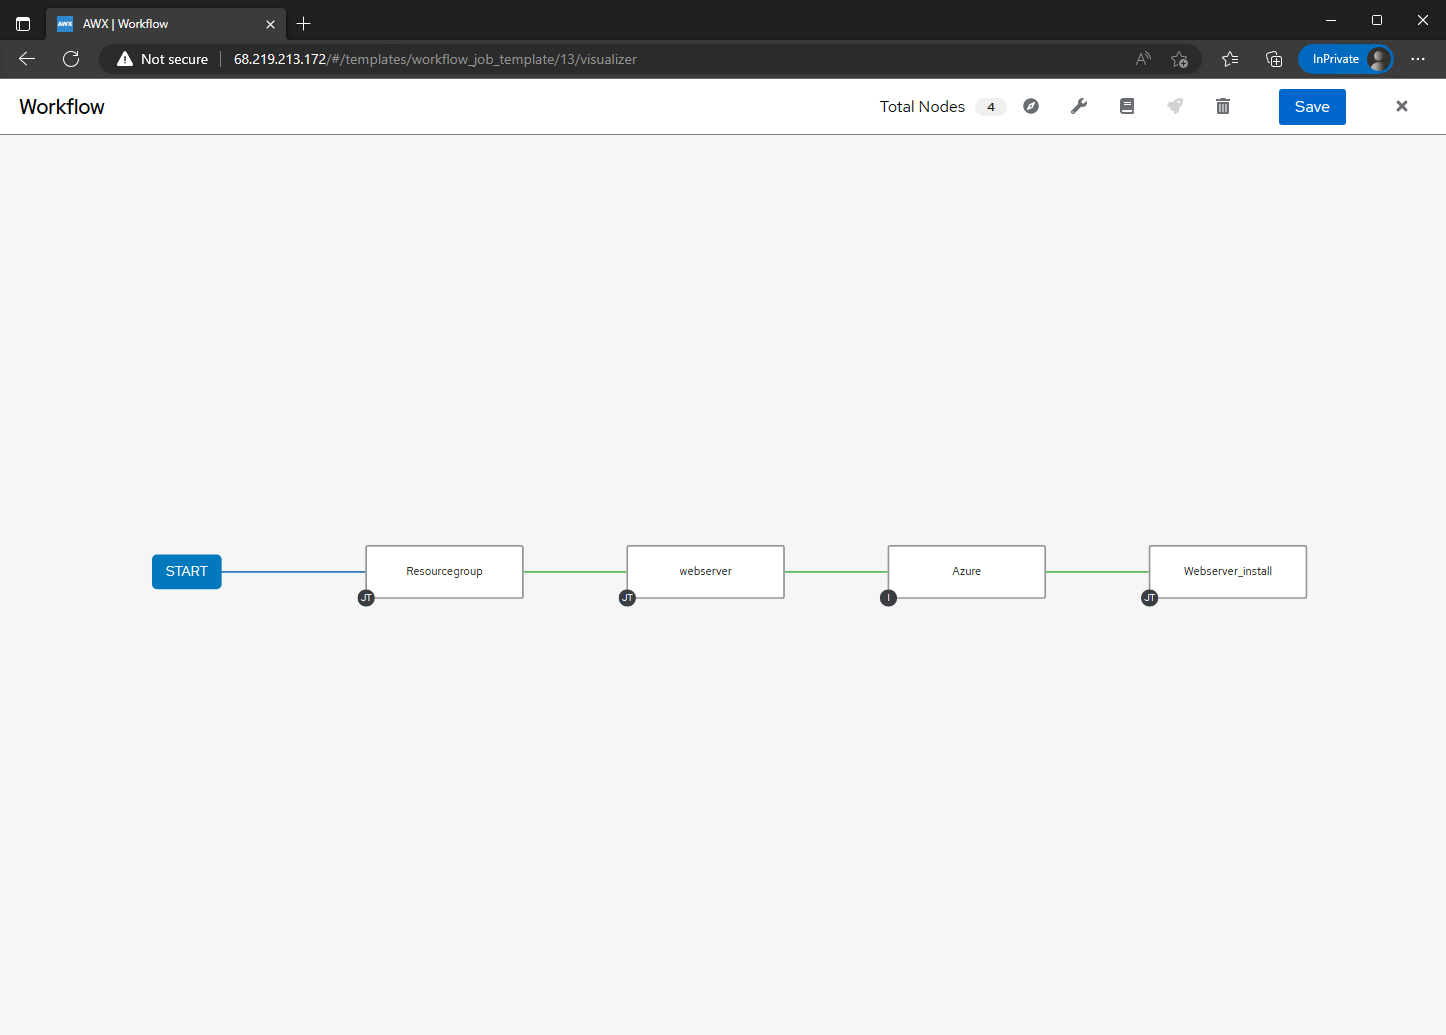 AWX AWX | Workflow
Not secure 68.219.213.172/#/templates/workflow_job_template/13/visualizer InPrivate
Workflow Total Nodes 4 Save
START Resourcegroup webserver Azure Webserver_install
JT JT I JT